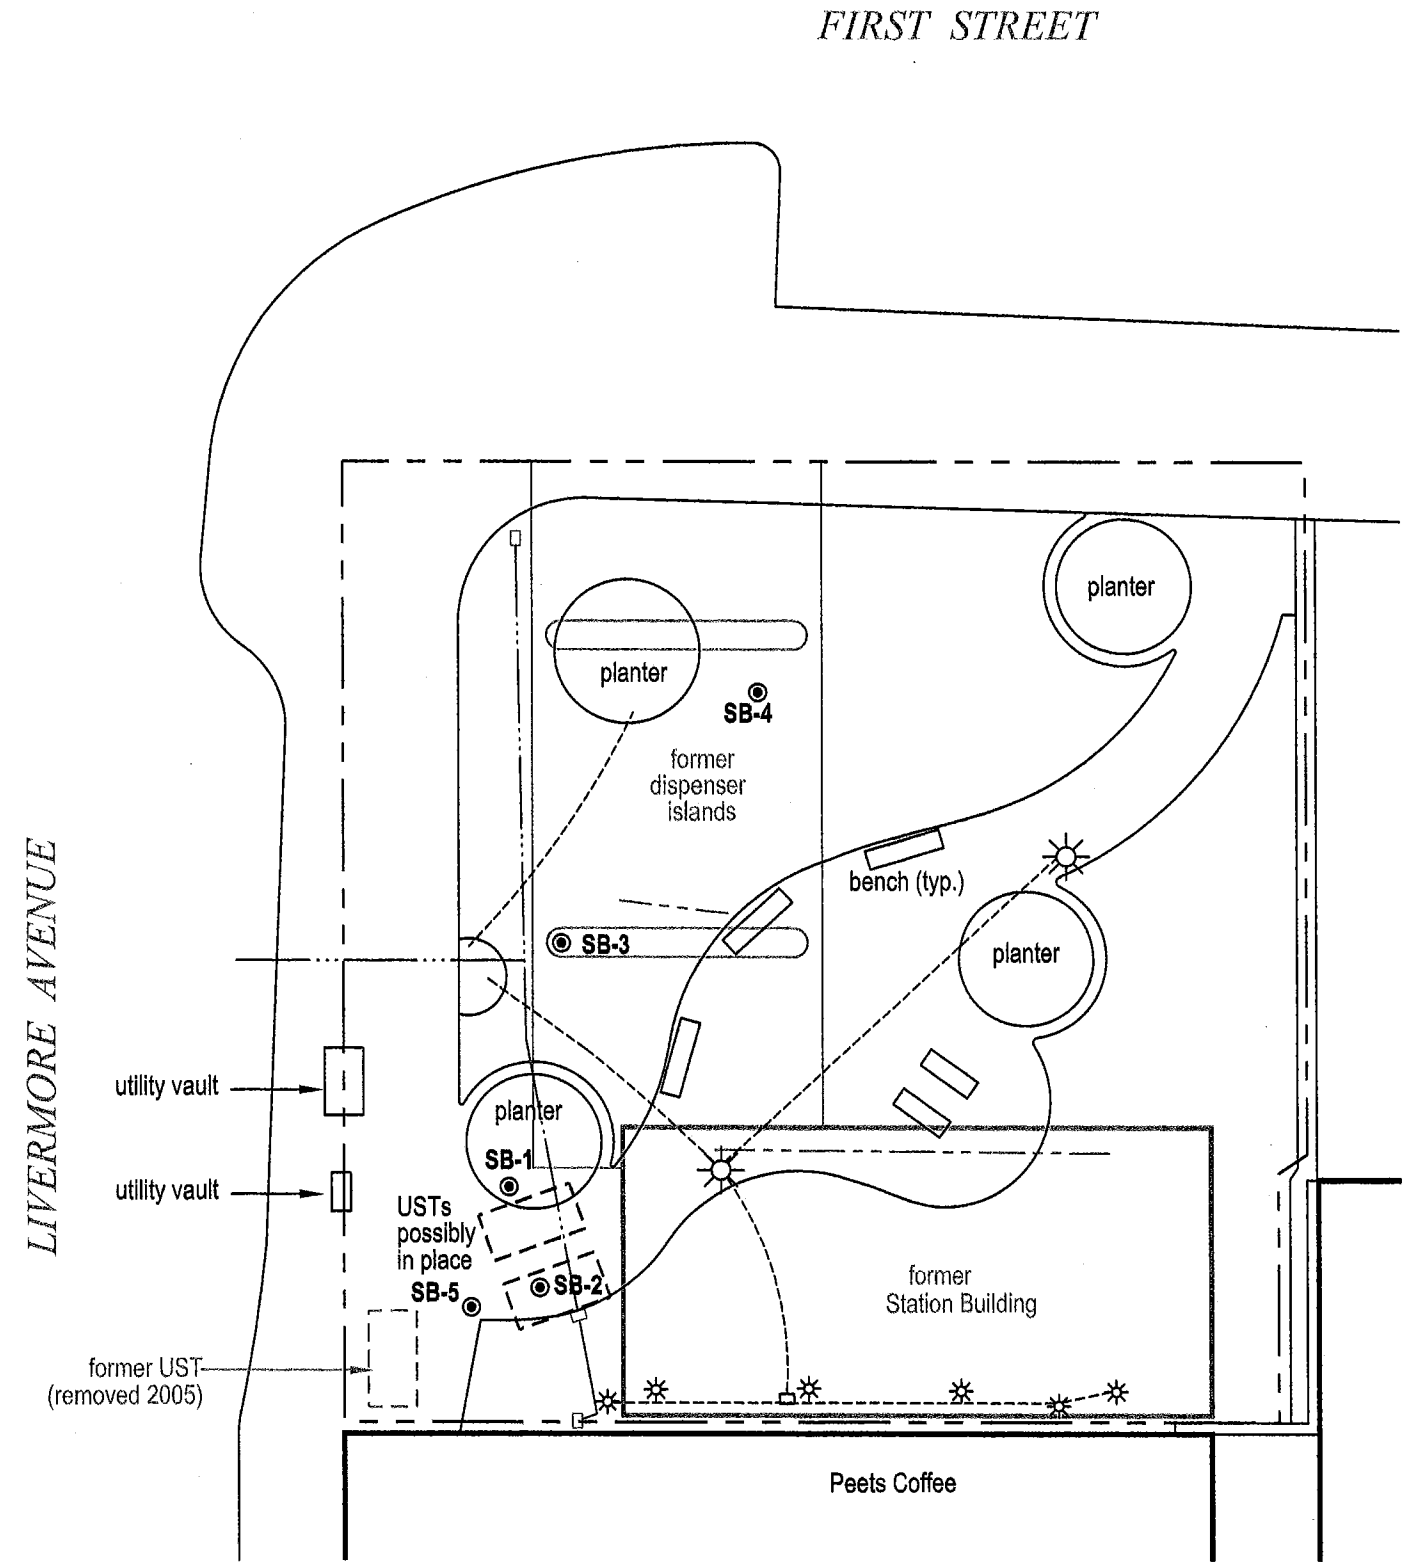 FIRST STREET
planter
planter
SB-4
former
dispenser
islands
LIVERMORE AVENUE
bench (typ.)
SB-3
planter
utility vault
planter
SB-1
utility vault
USTs
possibly
in place
SB-5
SB-2
former
Station Building
former UST
(removed 2005)
Peets Coffee